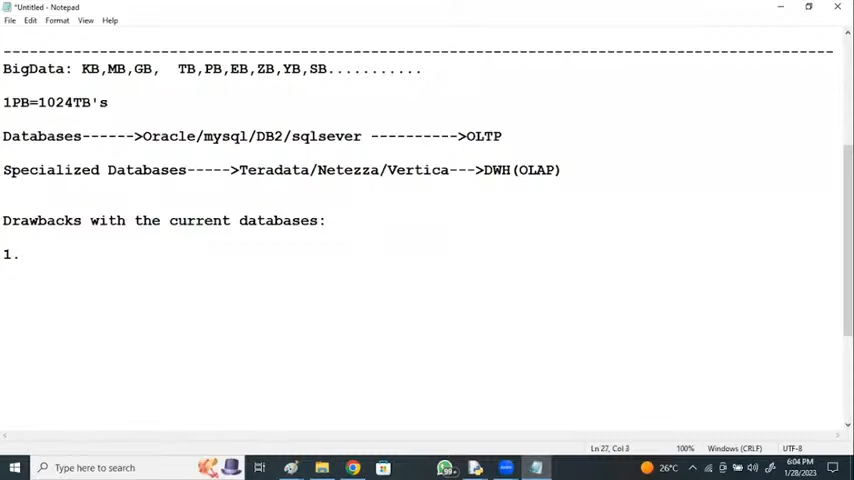 *Untitled - Notepad
File Edit Format View Help
--------------------------------------------------------------------------------------------
BigData: KB,MB,GB, TB,PB,EB,ZB,YB,SB...........
1PB=1024TB's
Databases------>Oracle/mysql/DB2/sqlsever ---------->OLTP
Specialized Databases----->Teradata/Netezza/Vertica--->DWH(OLAP)
Drawbacks with the current databases:
1.
Ln 27, Col 3 100% Windows (CRLF) UTF-8
Type here to search 99+ 26°C 6:04 PM
1/28/2023